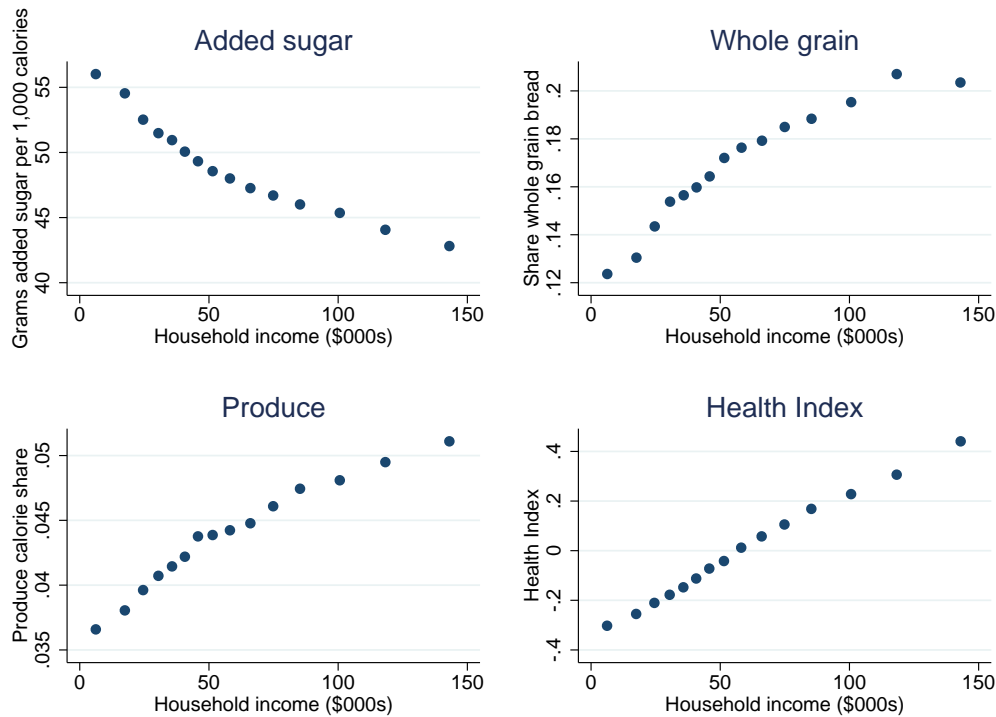 Added sugar
Grams added sugar per 1,000 calories
55
50
45
40
0 50 100 150
Household income ($000s)
Whole grain
Share whole grain bread
.2
.18
.16
.14
.12
0 50 100 150
Household income ($000s)
Produce
Produce calorie share
.05
.045
.04
.035
0 50 100 150
Household income ($000s)
Health Index
Health Index
.4
.2
0
-.2
-.4
0 50 100 150
Household income ($000s)